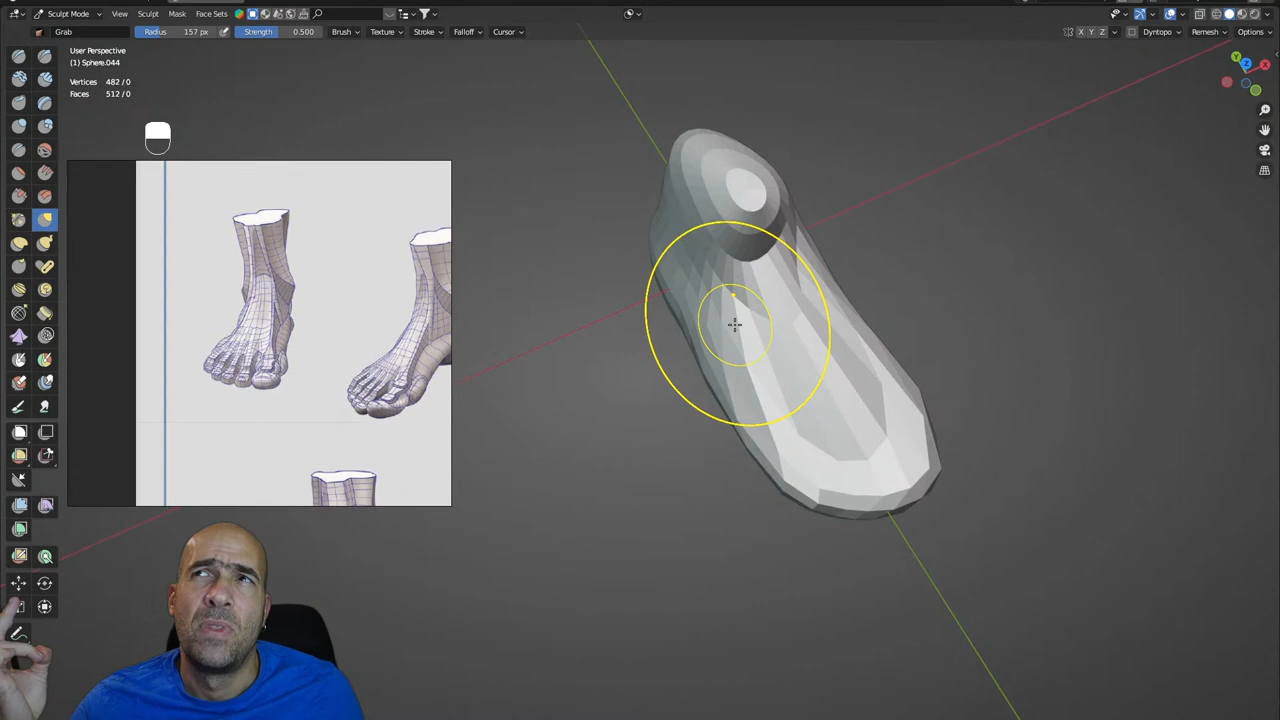 Sculpt Mode View Sculpt Mask Face Sets
Grab Radius 157 px Strength 0.500 Brush Texture Stroke Falloff Cursor X Y Z Dyntopo Remesh Options
User Perspective
(1) Sphere.044
Vertices 482 / 0
Faces 512 / 0
Y
Z
X